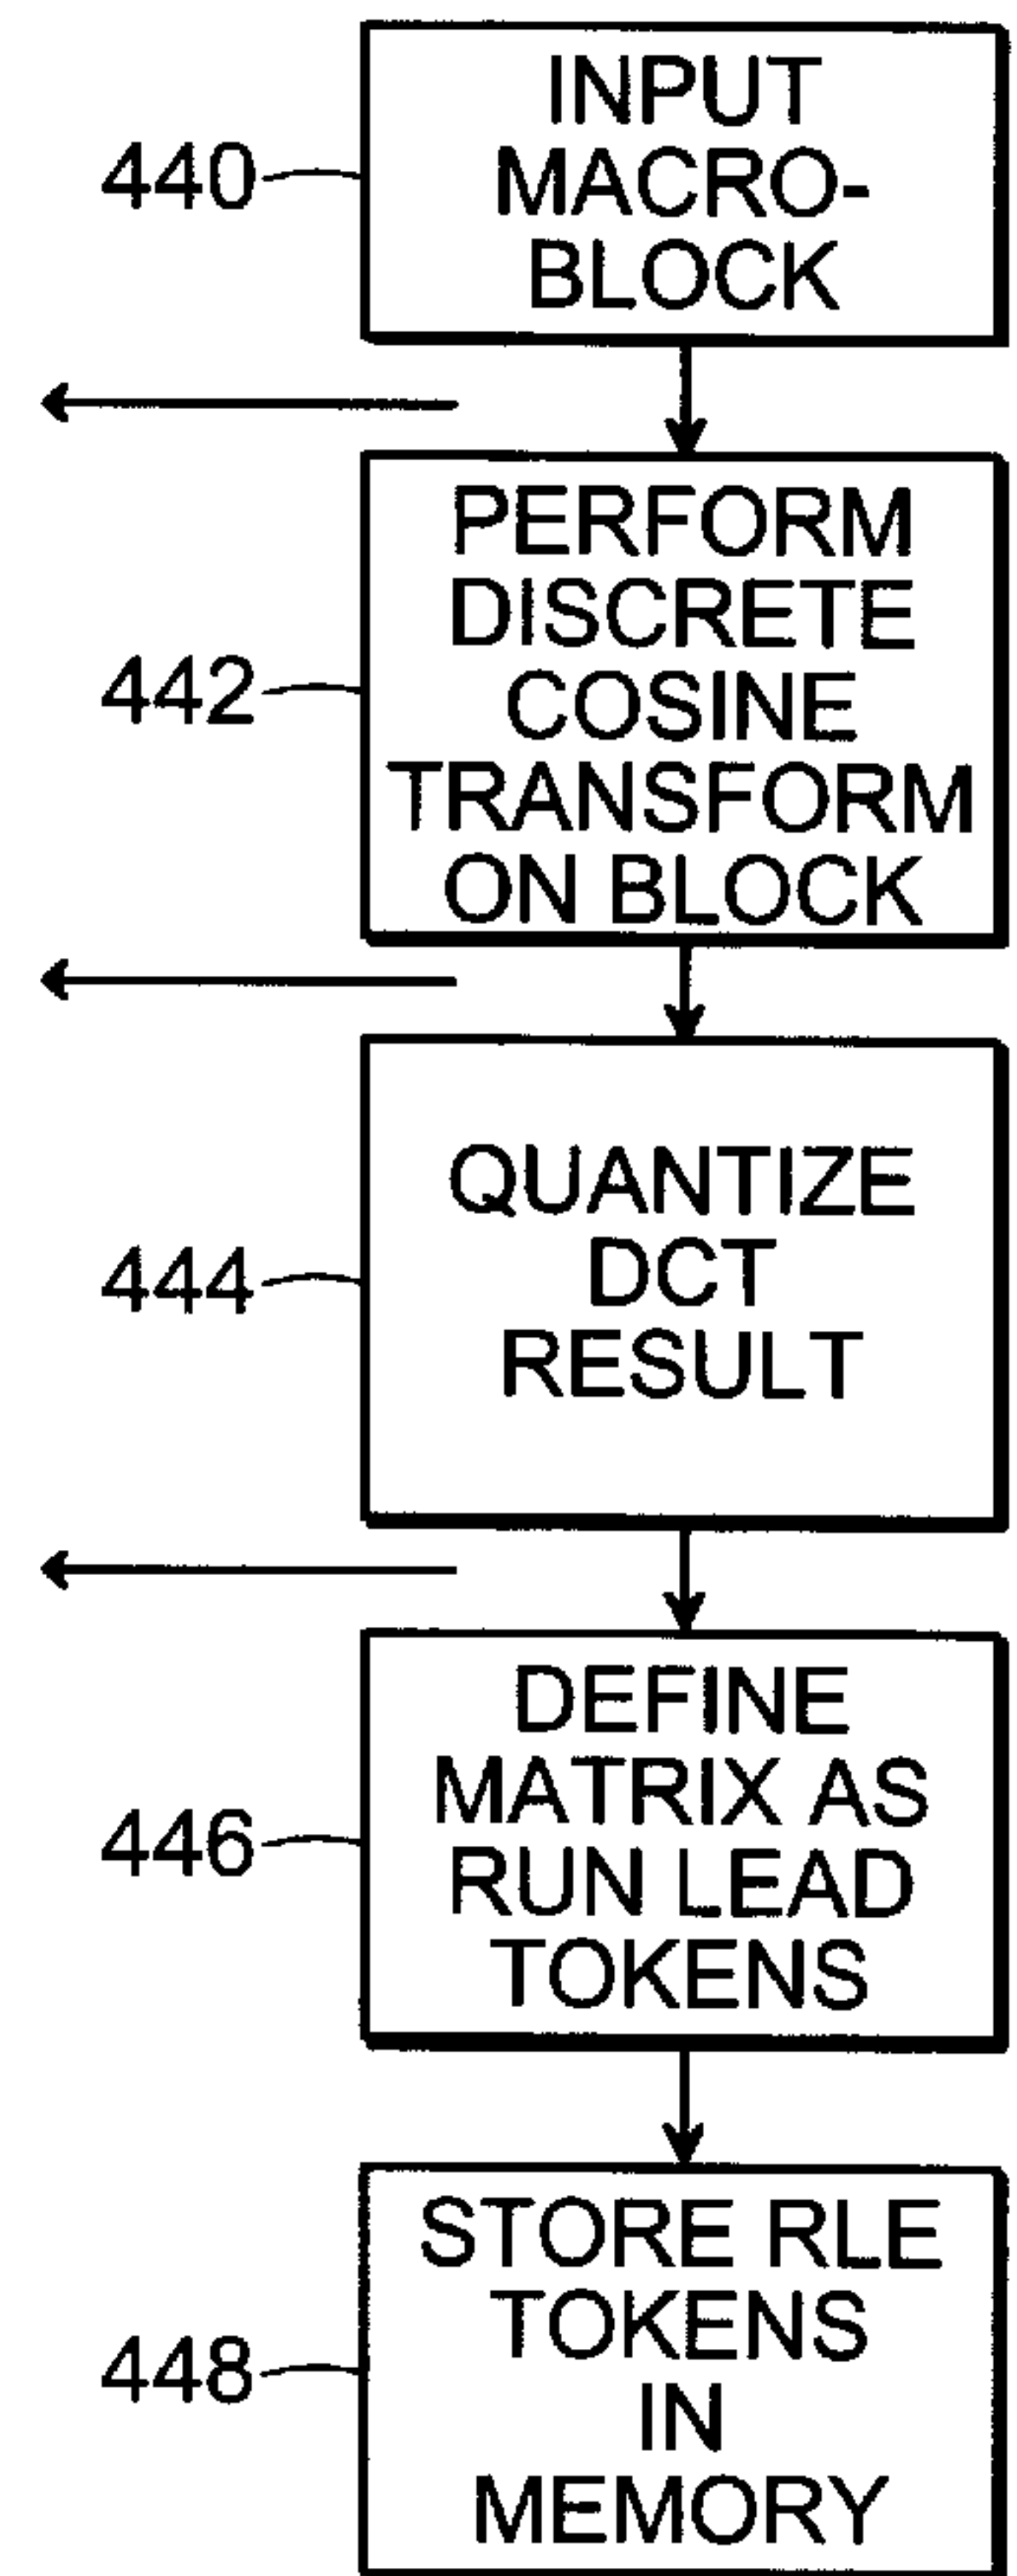 INPUT
MACRO-
BLOCK
440
PERFORM
DISCRETE
COSINE
TRANSFORM
ON BLOCK
442
QUANTIZE
DCT
RESULT
444
DEFINE
MATRIX AS
RUN LEAD
TOKENS
446
STORE RLE
TOKENS
IN
MEMORY
448